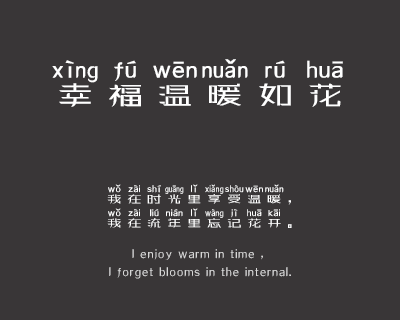 xìng fú wēnnuǎn rú huā
幸福温暖如花
wǒ zài shí guāng lǐ xiǎngshòuwēnnuǎn
我在时光里享受温暖，
wǒ zài liú nián lǐ wàng jì huā kāi
我在流年里忘记花开。
I enjoy warm in time ,
I forget blooms in the internal.